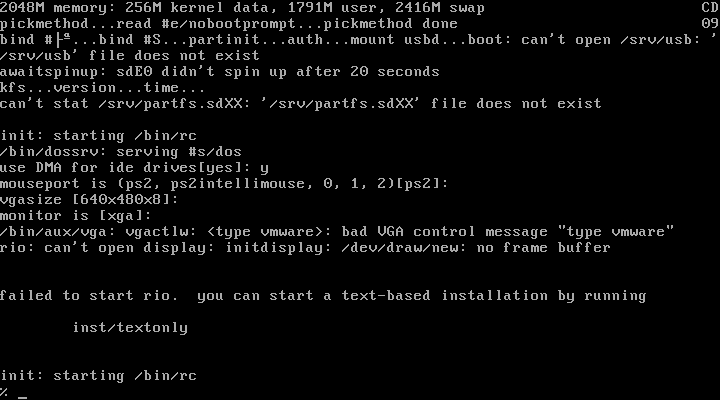 2048M memory: 256M kernel data, 1791M user, 2416M swap CD
pickmethod...read #e/nobootprompt...pickmethod done 09
bind #├ª...bind #S...partinit...auth...mount usbd...boot: can't open /srv/usb: '
/srv/usb' file does not exist
awaitspinup: sdE0 didn't spin up after 20 seconds
kfs...version...time...
can't stat /srv/partfs.sdXX: '/srv/partfs.sdXX' file does not exist
init: starting /bin/rc
/bin/dossrv: serving #s/dos
use DMA for ide drives[yes]: y
mouseport is (ps2, ps2intellimouse, 0, 1, 2)[ps2]:
vgasize [640x480x8]:
monitor is [xga]:
/bin/aux/vga: vgactlw: <type vmware>: bad VGA control message "type vmware"
rio: can't open display: initdisplay: /dev/draw/new: no frame buffer
failed to start rio.  you can start a text-based installation by running
inst/textonly
init: starting /bin/rc
% _